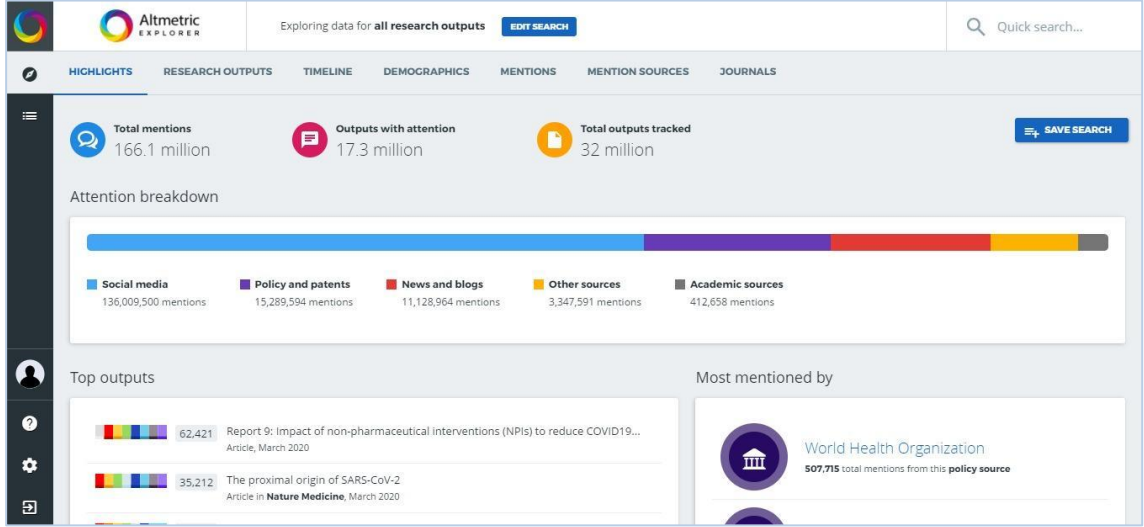 Altmetric
EXPLORER
Exploring data for all research outputs
EDIT SEARCH
Quick search...
HIGHLIGHTS
RESEARCH OUTPUTS
TIMELINE
DEMOGRAPHICS
MENTIONS
MENTION SOURCES
JOURNALS
Total mentions
166.1 million
Outputs with attention
17.3 million
Total outputs tracked
32 million
SAVE SEARCH
Attention breakdown
Social media
136,009,500 mentions
Policy and patents
15,289,594 mentions
News and blogs
11,128,964 mentions
Other sources
3,347,591 mentions
Academic sources
412,658 mentions
Top outputs
62,421
Report 9: Impact of non-pharmaceutical interventions (NPIs) to reduce COVID19...
Article, March 2020
35,212
The proximal origin of SARS-CoV-2
Article in Nature Medicine, March 2020
Most mentioned by
World Health Organization
507,715 total mentions from this policy source